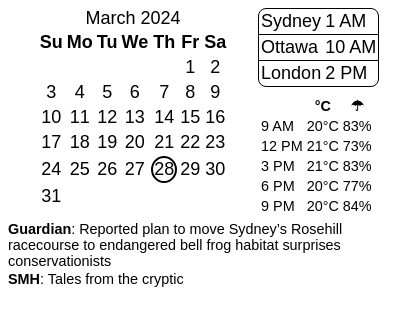 March 2024
Su Mo Tu We Th Fr Sa
1 2
3 4 5 6 7 8 9
10 11 12 13 14 15 16
17 18 19 20 21 22 23
24 25 26 27 28 29 30
31
Sydney 1 AM
Ottawa 10 AM
London 2 PM
°C ☂
9 AM 20°C 83%
12 PM 21°C 73%
3 PM 21°C 83%
6 PM 20°C 77%
9 PM 20°C 84%
Guardian: Reported plan to move Sydney's Rosehill
racecourse to endangered bell frog habitat surprises
conservationists
SMH: Tales from the cryptic